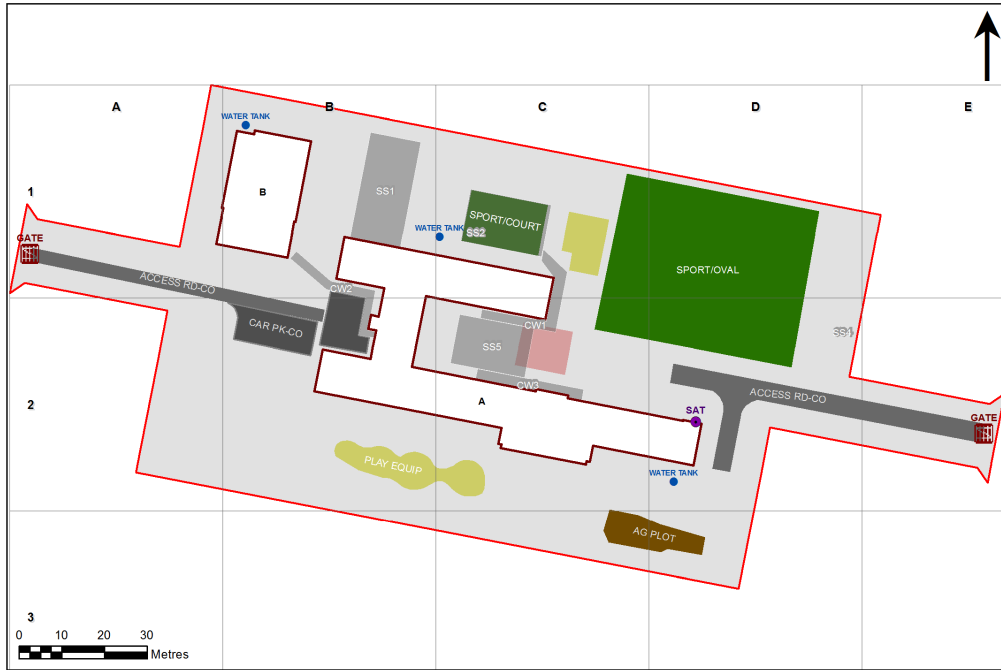 A
B
C
D
E
WATER TANK
B
SS1
1
SPORT/COURT
SS2
WATER TANK
GATE
SPORT/OVAL
ACCESS RD-CO
CW2
CAR PK-CO
CW1
SS4
SS5
CW3
ACCESS RD-CO
A
2
SAT
GATE
PLAY EQUIP
WATER TANK
AG PLOT
3
0 10 20 30
Metres